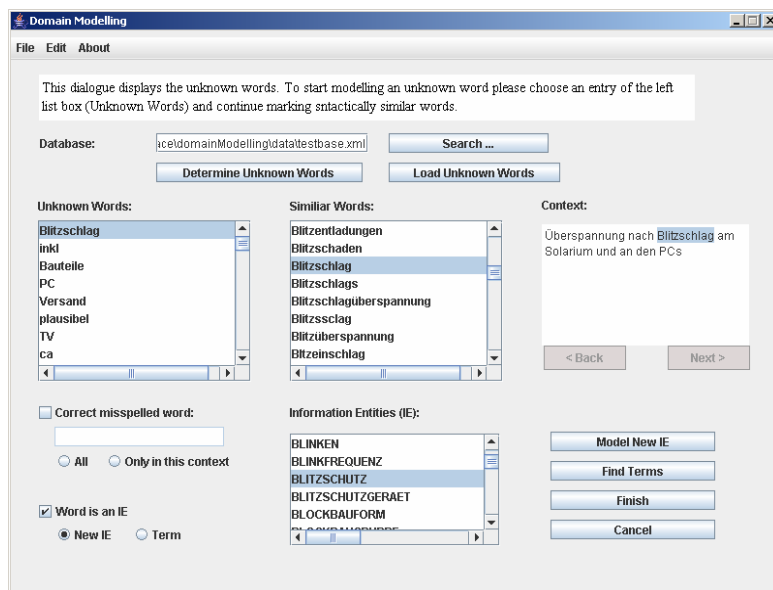 Domain Modelling
File Edit About
This dialogue displays the unknown words. To start modelling an unknown word please choose an entry of the left
list box (Unknown Words) and continue marking sntactically similar words.
Database: ace\domainModelling\data\testbase.xml Search ...
Determine Unknown Words Load Unknown Words
Unknown Words: Similiar Words: Context:
Blitzschlag
inkl
Bauteile
PC
Versand
plausibel
TV
ca
Blitzentladungen
Blitzschaden
Blitzschlag
Blitzschlags
Blitzschlagüberspannung
Blitzssclag
Blitzüberspannung
Bltzeinschlag
Überspannung nach Blitzschlag am
Solarium und an den PCs
< Back Next >
Correct misspelled word:
All Only in this context
Word is an IE
New IE Term
Information Entities (IE):
BLINKEN
BLINKFREQUENZ
BLITZSCHUTZ
BLITZSCHUTZGERAET
BLOCKBAUFORM
Model New IE
Find Terms
Finish
Cancel